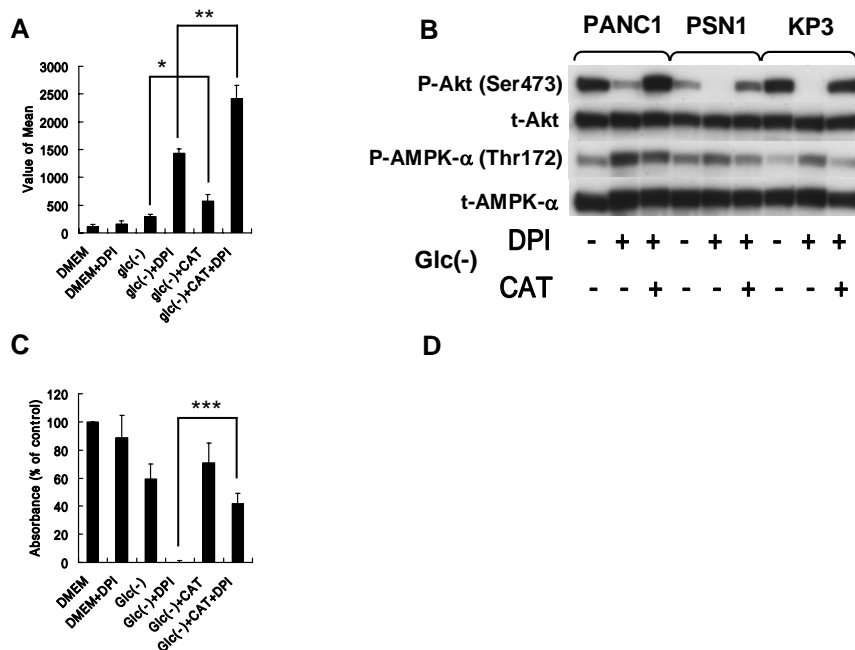 A
**
*
3000
2500
2000
1500
1000
500
0
Value of Mean
DMEM
DMEM+DPI
glc(-)
glc(-)+DPI
glc(-)+CAT
glc(-)+CAT+DPI
B
PANC1 PSN1 KP3
P-Akt (Ser473)
t-Akt
P-AMPK-α (Thr172)
t-AMPK-α
Glc(-)
DPI - + + - + + - + +
CAT - - + - - + - - +
C
***
120
100
80
60
40
20
0
Absorbance (% of control)
DMEM
DMEM+DPI
Glc(-)
Glc(-)+DPI
Glc(-)+CAT
Glc(-)+CAT+DPI
D